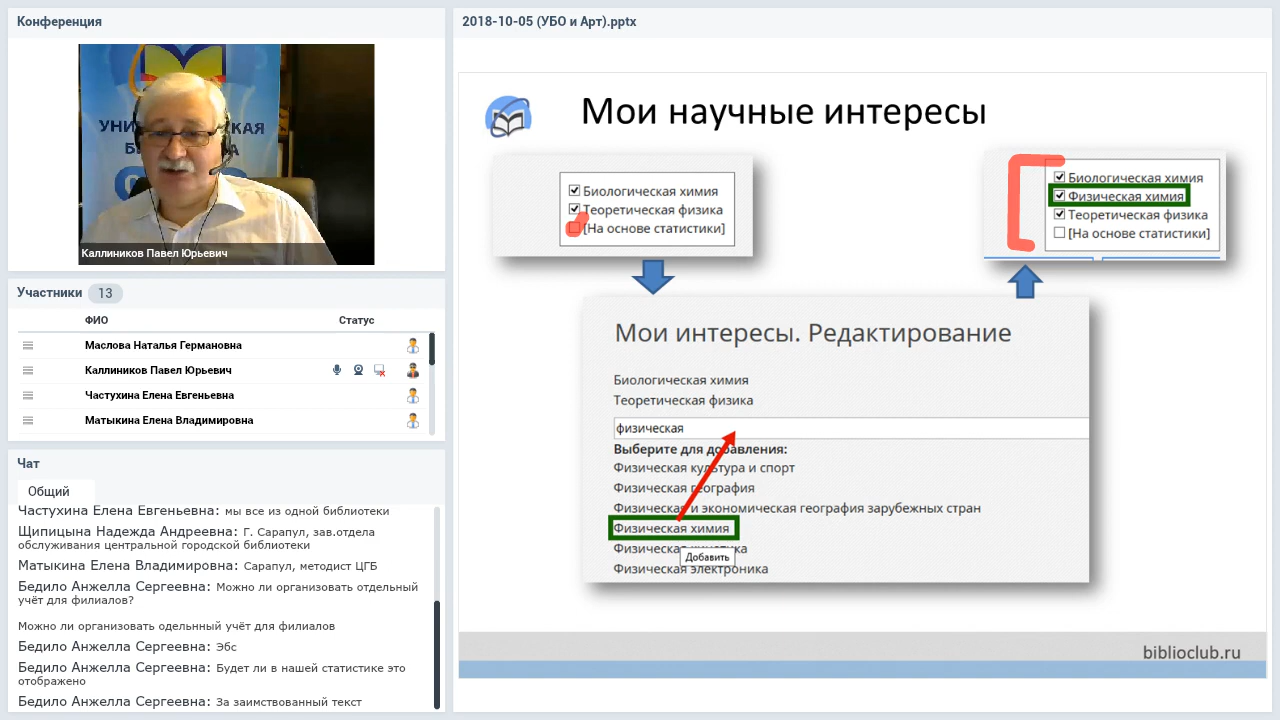 Конференция
УНИ
СКАЯ
Каллиников Павел Юрьевич
Участники 13
ФИО Статус
Маслова Наталья Германовна
Каллиников Павел Юрьевич
Частухина Елена Евгеньевна
Матыкина Елена Владимировна
Чат
Общий
Частухина Елена Евгеньевна: мы все из одной библиотеки
Щипицына Надежда Андреевна: Г. Сарапул, зав.отдела
обслуживания центральной городской библиотеки
Матыкина Елена Владимировна: Сарапул, методист ЦГБ
Бедило Анжелла Сергеевна: Можно ли организовать отдельный
учёт для филиалов?
Можно ли организовать одельнный учёт для филиалов
Бедило Анжелла Сергеевна: Эбс
Бедило Анжелла Сергеевна: Будет ли в нашей статистике это
отображено
Бедило Анжелла Сергеевна: За заимствованный текст
2018-10-05 (УБО и Арт).pptx
Мои научные интересы
Биологическая химия
Теоретическая физика
[На основе статистики]
Биологическая химия
Физическая химия
Теоретическая физика
[На основе статистики]
Мои интересы. Редактирование
Биологическая химия
Теоретическая физика
физическая
Выберите для добавления:
Физическая культура и спорт
Физическая география
Физическая и экономическая география зарубежных стран
Физическая химия
Физическая
Добавить
Физическая электроника
biblioclub.ru